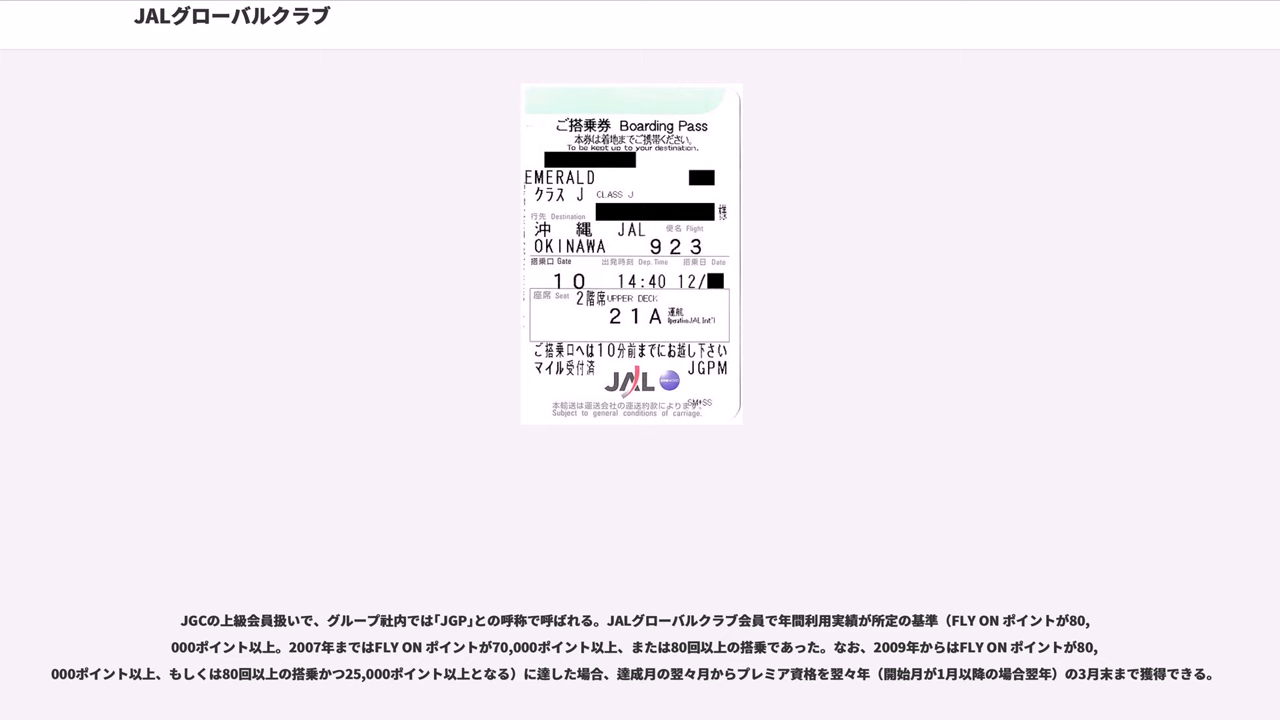 JALグローバルクラブ
ご搭乗券 Boarding Pass
本券は着地までご携帯ください。
To be kept up to your destination.
EMERALD
クラス J CLASS J
様
行先 Destination
沖 縄 JAL 便名 Flight
OKINAWA 923
搭乗口 Gate 出発時刻 Dep. Time 搭乗日 Date
10 14:40 12/
座席 Seat 2階席 UPPER DECK
21A 運航 Operation JAL Int'l
ご搭乗口へは10分前までにお越し下さい
マイル受付済 JGPM
JAL
SM+SS
本輸送は運送会社の運送約款によります。
Subject to general conditions of carriage.
JGCの上級会員扱いで、グループ社内では｢JGP｣との呼称で呼ばれる。JALグローバルクラブ会員で年間利用実績が所定の基準（FLY ON ポイントが80,
000ポイント以上。2007年まではFLY ON ポイントが70,000ポイント以上、または80回以上の搭乗であった。なお、2009年からはFLY ON ポイントが80,
000ポイント以上、もしくは80回以上の搭乗かつ25,000ポイント以上となる）に達した場合、達成月の翌々月からプレミア資格を翌々年（開始月が1月以降の場合翌年）の3月末まで獲得できる。